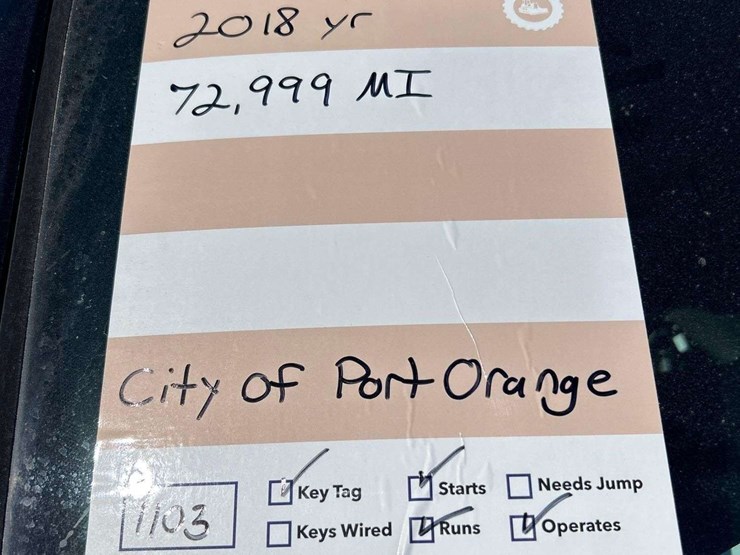 2018 yr
72,999 MI
City of Port Orange
Key Tag Starts Needs Jump
1103 Keys Wired Runs Operates